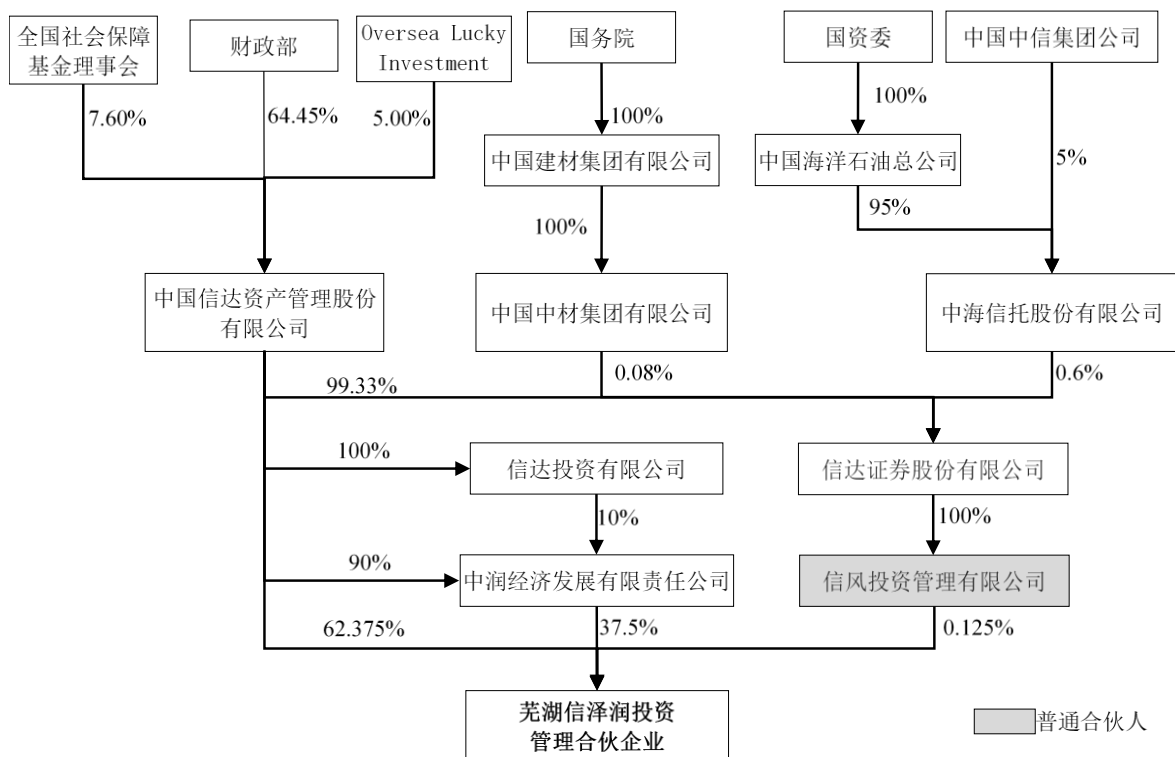 全国社会保障
基金理事会
财政部
Oversea Lucky
Investment
国务院
国资委
中国中信集团公司
7.60%
64.45%
5.00%
100%
100%
中国建材集团有限公司
中国海洋石油总公司
5%
100%
95%
中国信达资产管理股份
有限公司
中国中材集团有限公司
中海信托股份有限公司
99.33%
0.08%
0.6%
100%
信达投资有限公司
信达证券股份有限公司
10%
100%
90%
中润经济发展有限责任公司
信风投资管理有限公司
62.375%
37.5%
0.125%
芜湖信泽润投资
管理合伙企业
普通合伙人